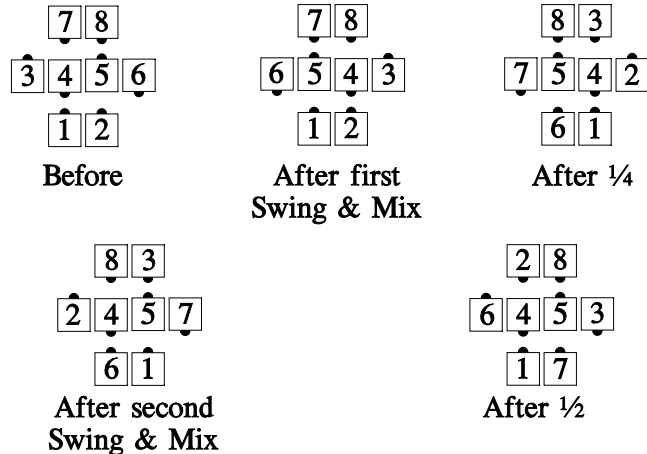 7 8
3 4 5 6
1 2
Before
7 8
6 5 4 3
1 2
After first
Swing & Mix
8 3
7 5 4 2
6 1
After ¼
8 3
2 4 5 7
6 1
After second
Swing & Mix
2 8
6 4 5 3
1 7
After ½